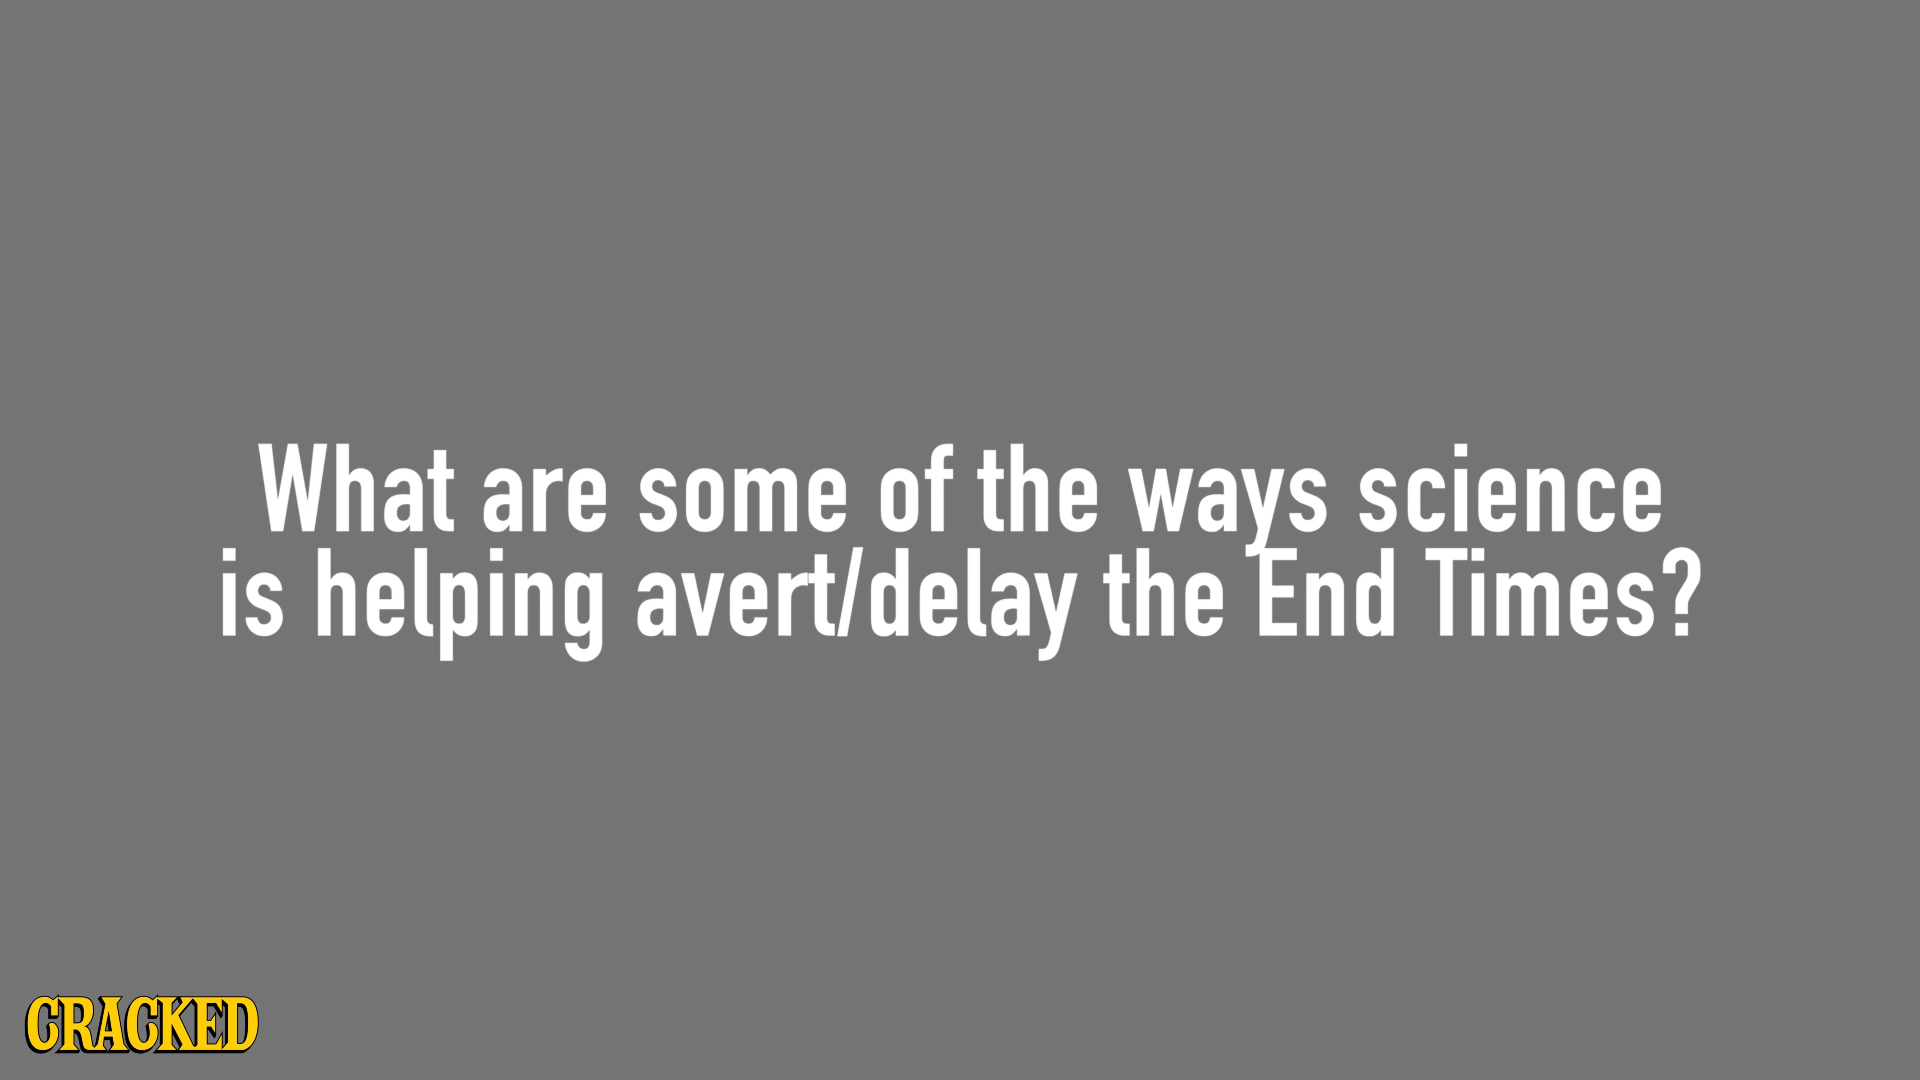 What are some of the ways science
is helping avert/delay the End Times?
CRACKED